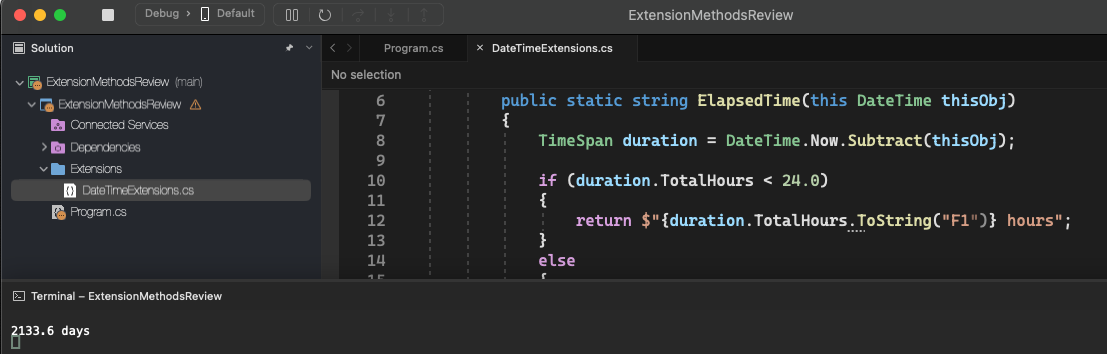 Debug > Default
ExtensionMethodsReview
Solution
Program.cs
× DateTimeExtensions.cs
No selection
ExtensionMethodsReview (main)
ExtensionMethodsReview
Connected Services
Dependencies
Extensions
DateTimeExtensions.cs
Program.cs
6 public static string ElapsedTime(this DateTime thisObj)
7 {
8 TimeSpan duration = DateTime.Now.Subtract(thisObj);
9
10 if (duration.TotalHours < 24.0)
11 {
12 return $"{duration.TotalHours.ToString("F1")} hours";
13 }
14 else
15 {
Terminal – ExtensionMethodsReview
2133.6 days